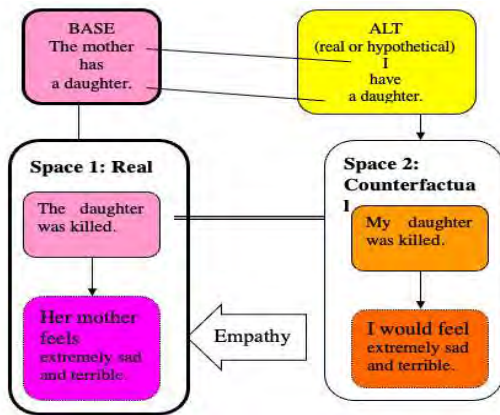 BASE
The mother
has
a daughter.
ALT
(real or hypothetical)
I
have
a daughter.
Space 1: Real
The daughter
was killed.
Her mother
feels
extremely sad
and terrible.
Empathy
Space 2:
Counterfactua
l
My daughter
was killed.
I would feel
extremely sad
and terrible.